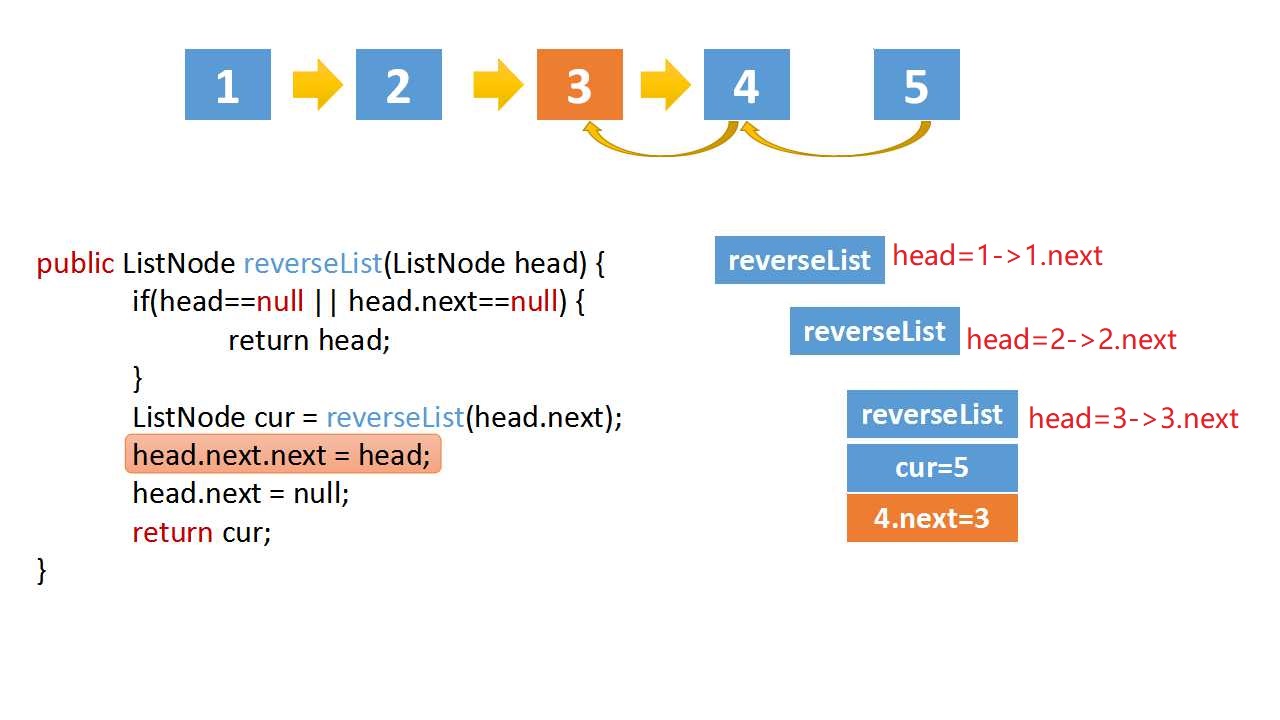 1 2 3 4 5
public ListNode reverseList(ListNode head) {
if(head==null || head.next==null) {
return head;
}
ListNode cur = reverseList(head.next);
head.next.next = head;
head.next = null;
return cur;
}
reverseList head=1->1.next
reverseList head=2->2.next
reverseList head=3->3.next
cur=5
4.next=3